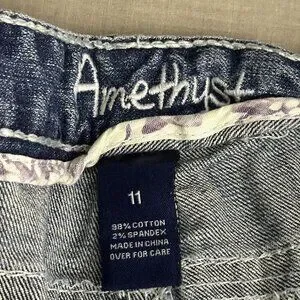 Amethyst
11
98% COTTON
2% SPANDEX
MADE IN CHINA
OVER FOR CARE